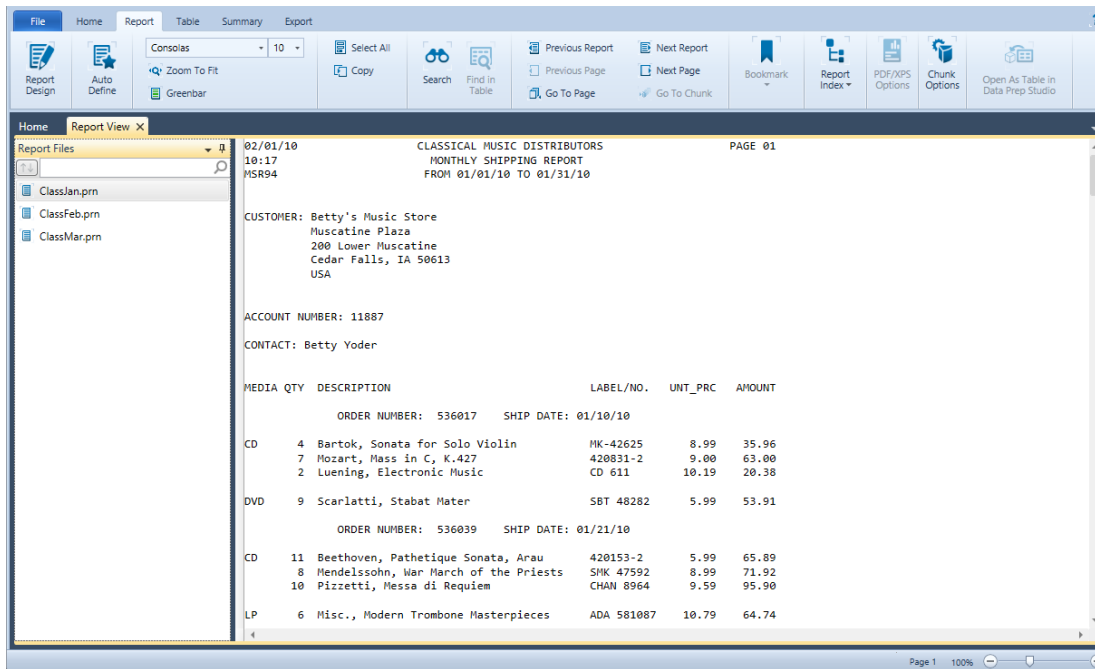 File Home Report Table Summary Export
Report Design
Auto Define
Consolas 10
Zoom To Fit
Greenbar
Select All
Copy
Search
Find in Table
Previous Report
Previous Page
Go To Page
Next Report
Next Page
Go To Chunk
Bookmark
Report Index
PDF/XPS Options
Chunk Options
Open As Table in Data Prep Studio
Home Report View X
Report Files
ClassJan.prn
ClassFeb.prn
ClassMar.prn
02/01/10 CLASSICAL MUSIC DISTRIBUTORS PAGE 01
10:17 MONTHLY SHIPPING REPORT
MSR94 FROM 01/01/10 TO 01/31/10
CUSTOMER: Betty's Music Store
Muscatine Plaza
200 Lower Muscatine
Cedar Falls, IA 50613
USA
ACCOUNT NUMBER: 11887
CONTACT: Betty Yoder
MEDIA QTY DESCRIPTION LABEL/NO. UNT_PRC AMOUNT
ORDER NUMBER: 536017 SHIP DATE: 01/10/10
CD 4 Bartok, Sonata for Solo Violin MK-42625 8.99 35.96
7 Mozart, Mass in C, K.427 420831-2 9.00 63.00
2 Luening, Electronic Music CD 611 10.19 20.38
DVD 9 Scarlatti, Stabat Mater SBT 48282 5.99 53.91
ORDER NUMBER: 536039 SHIP DATE: 01/21/10
CD 11 Beethoven, Pathetique Sonata, Arau 420153-2 5.99 65.89
8 Mendelssohn, War March of the Priests SMK 47592 8.99 71.92
10 Pizzetti, Messa di Requiem CHAN 8964 9.59 95.90
LP 6 Misc., Modern Trombone Masterpieces ADA 581087 10.79 64.74
Page 1 100%